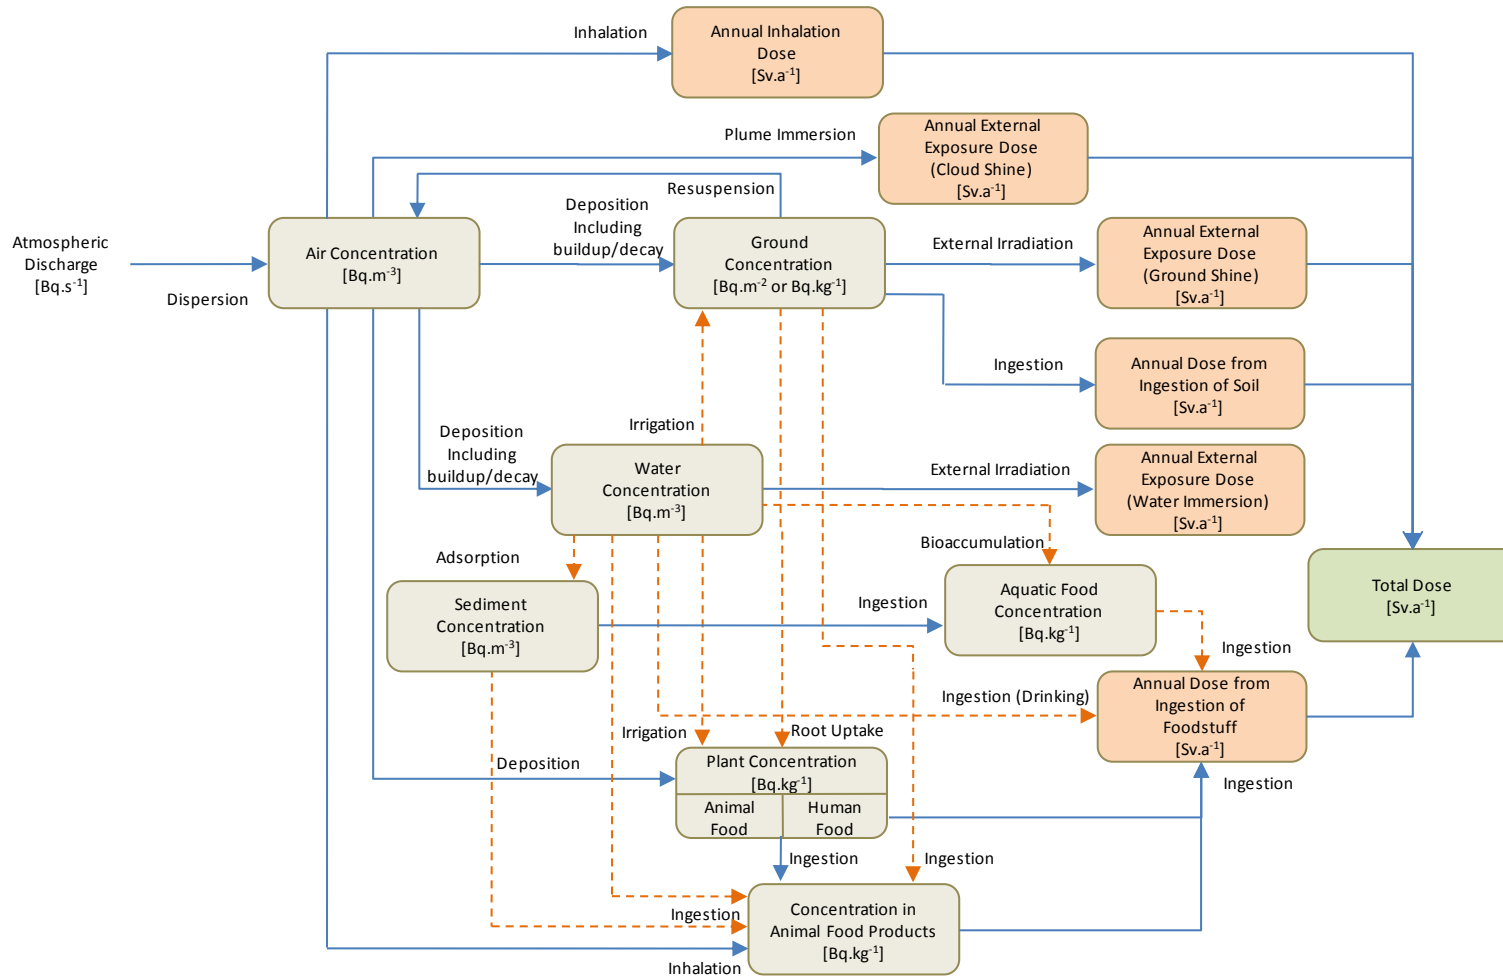 Inhalation
Annual Inhalation
Dose
[Sv.a⁻¹]
Plume Immersion
Annual External
Exposure Dose
(Cloud Shine)
[Sv.a⁻¹]
Resuspension
Atmospheric
Discharge
[Bq.s⁻¹]
Dispersion
Air Concentration
[Bq.m⁻³]
Deposition
Including
buildup/decay
Ground
Concentration
[Bq.m⁻² or Bq.kg⁻¹]
External Irradiation
Annual External
Exposure Dose
(Ground Shine)
[Sv.a⁻¹]
Ingestion
Annual Dose from
Ingestion of Soil
[Sv.a⁻¹]
Irrigation
Deposition
Including
buildup/decay
Water
Concentration
[Bq.m⁻³]
External Irradiation
Annual External
Exposure Dose
(Water Immersion)
[Sv.a⁻¹]
Adsorption
Bioaccumulation
Sediment
Concentration
[Bq.m⁻³]
Ingestion
Aquatic Food
Concentration
[Bq.kg⁻¹]
Total Dose
[Sv.a⁻¹]
Ingestion
Ingestion (Drinking)
Annual Dose from
Ingestion of
Foodstuff
[Sv.a⁻¹]
Irrigation
Root Uptake
Deposition
Plant Concentration
[Bq.kg⁻¹]
Animal
Food
Human
Food
Ingestion
Ingestion
Ingestion
Ingestion
Concentration in
Animal Food Products
[Bq.kg⁻¹]
Inhalation